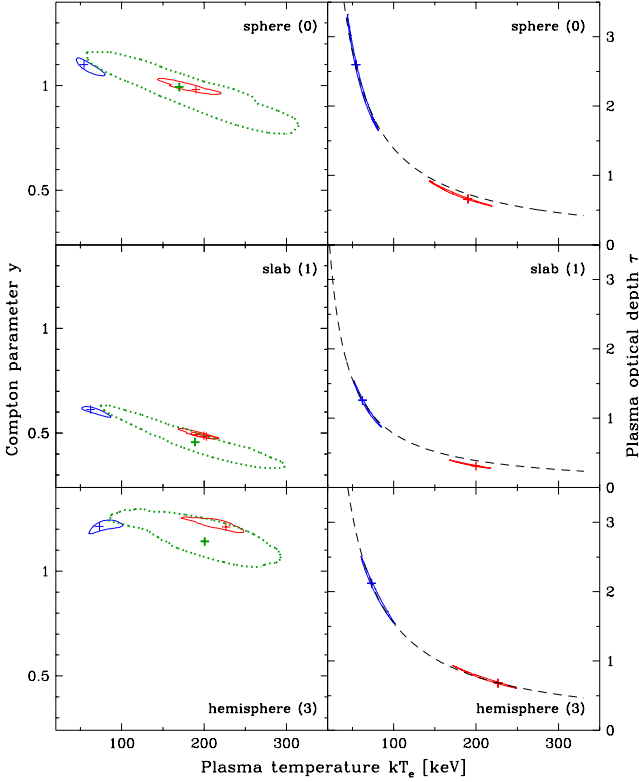 sphere (0)
sphere (0)
3
1
2
0.5
1
0
slab (1)
slab (1)
3
1
2
1
0.5
0
3
1
2
1
0.5
hemisphere (3)
hemisphere (3)
0
100
200
300
100
200
300
Compton parameter y
Plasma optical depth τ
Plasma temperature kTe [keV]